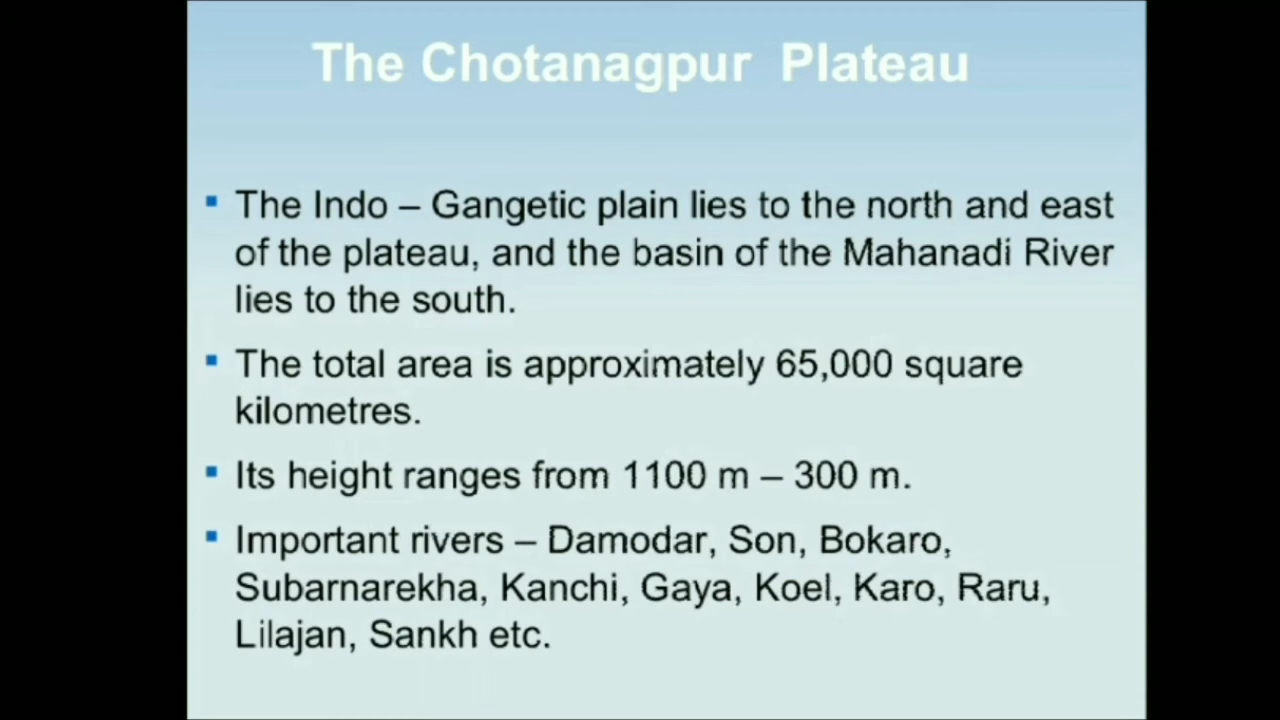 The Chotanagpur Plateau
▪ The Indo – Gangetic plain lies to the north and east
of the plateau, and the basin of the Mahanadi River
lies to the south.
▪ The total area is approximately 65,000 square
kilometres.
▪ Its height ranges from 1100 m – 300 m.
▪ Important rivers – Damodar, Son, Bokaro,
Subarnarekha, Kanchi, Gaya, Koel, Karo, Raru,
Lilajan, Sankh etc.